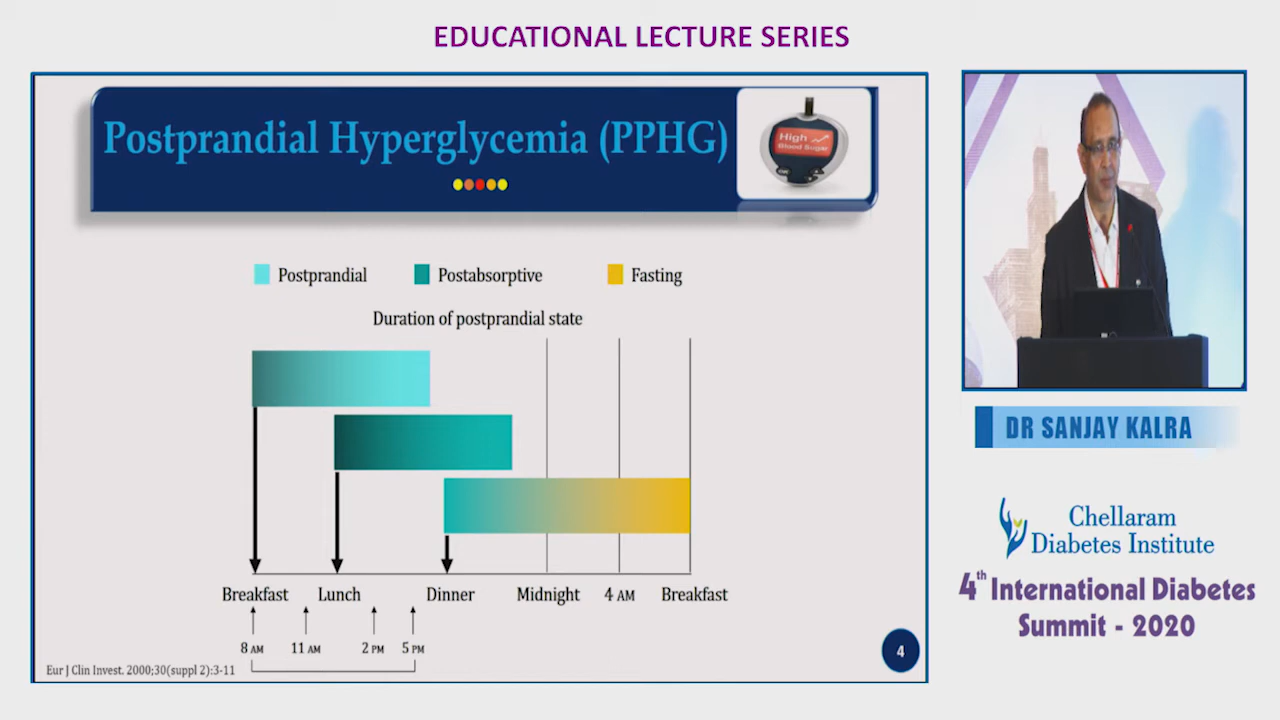 EDUCATIONAL LECTURE SERIES
Postprandial Hyperglycemia (PPHG)
High
Blood Sugar
Postprandial
Postabsorptive
Fasting
Duration of postprandial state
Breakfast
Lunch
Dinner
Midnight
4 AM
Breakfast
8 AM
11 AM
2 PM
5 PM
Eur J Clin Invest. 2000;30(suppl 2):3-11
4
DR SANJAY KALRA
Chellaram
Diabetes Institute
4th International Diabetes
Summit - 2020